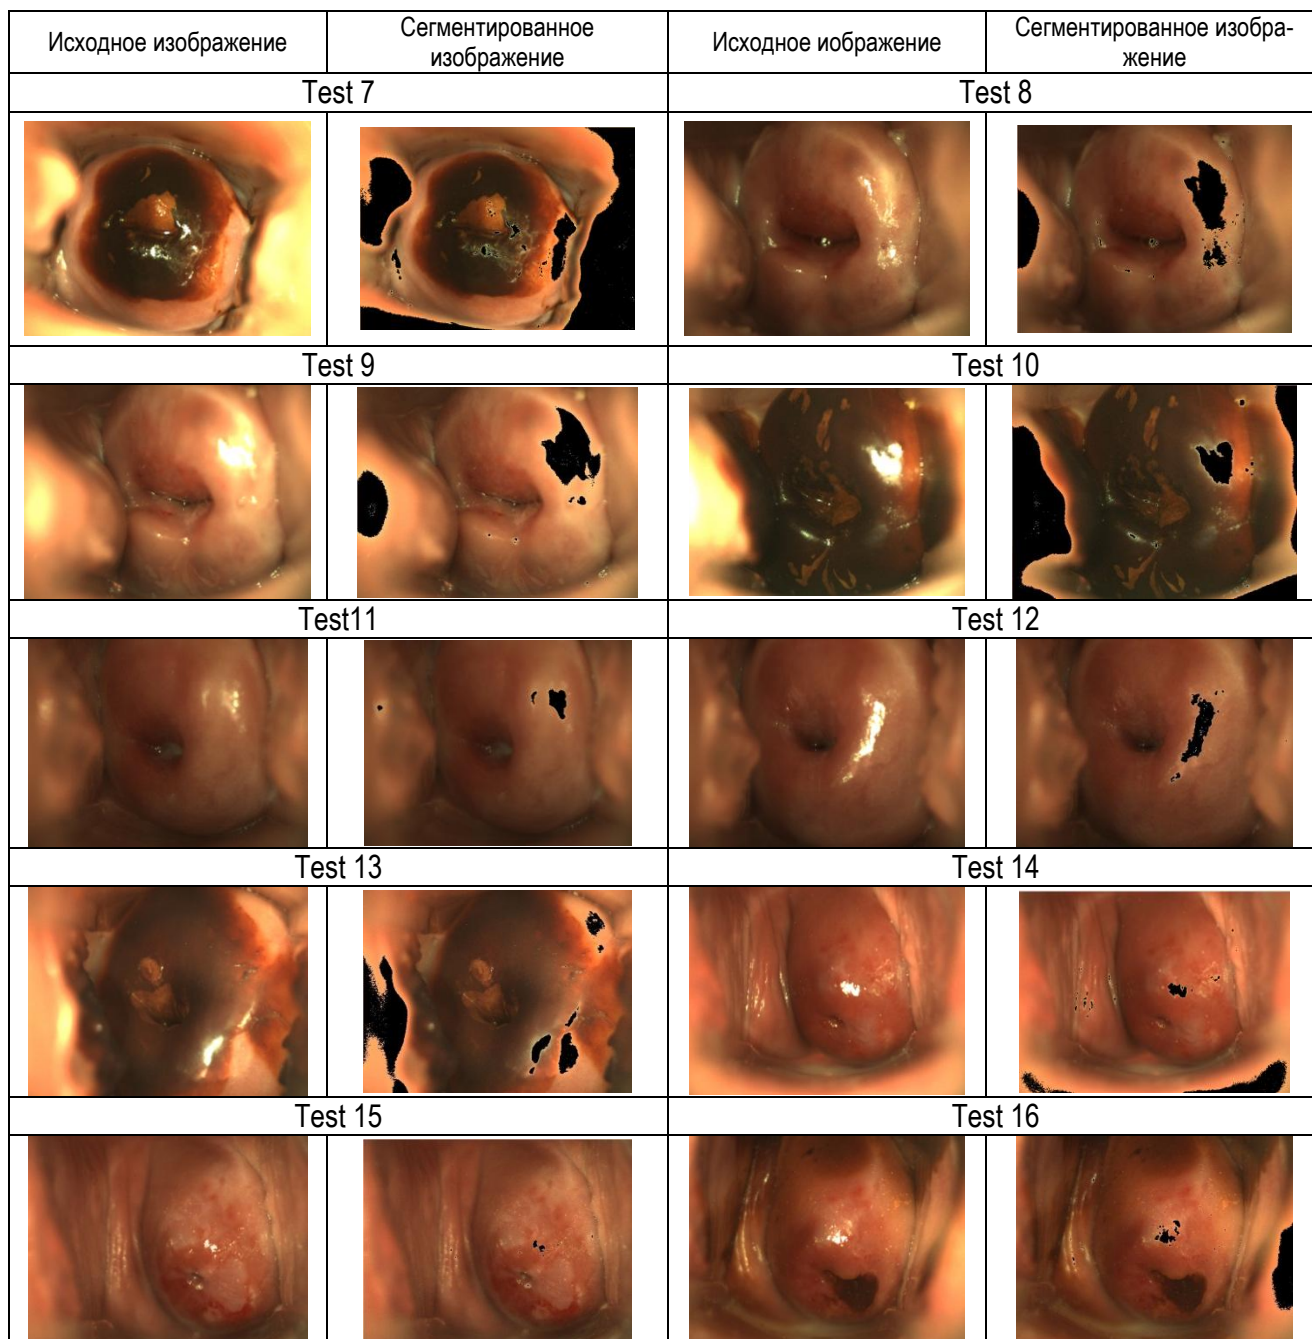 Исходное изображение
Сегментированное
изображение
Исходное иображение
Сегментированное изобра-
жение
Test 7
Test 8
Test 9
Test 10
Test11
Test 12
Test 13
Test 14
Test 15
Test 16